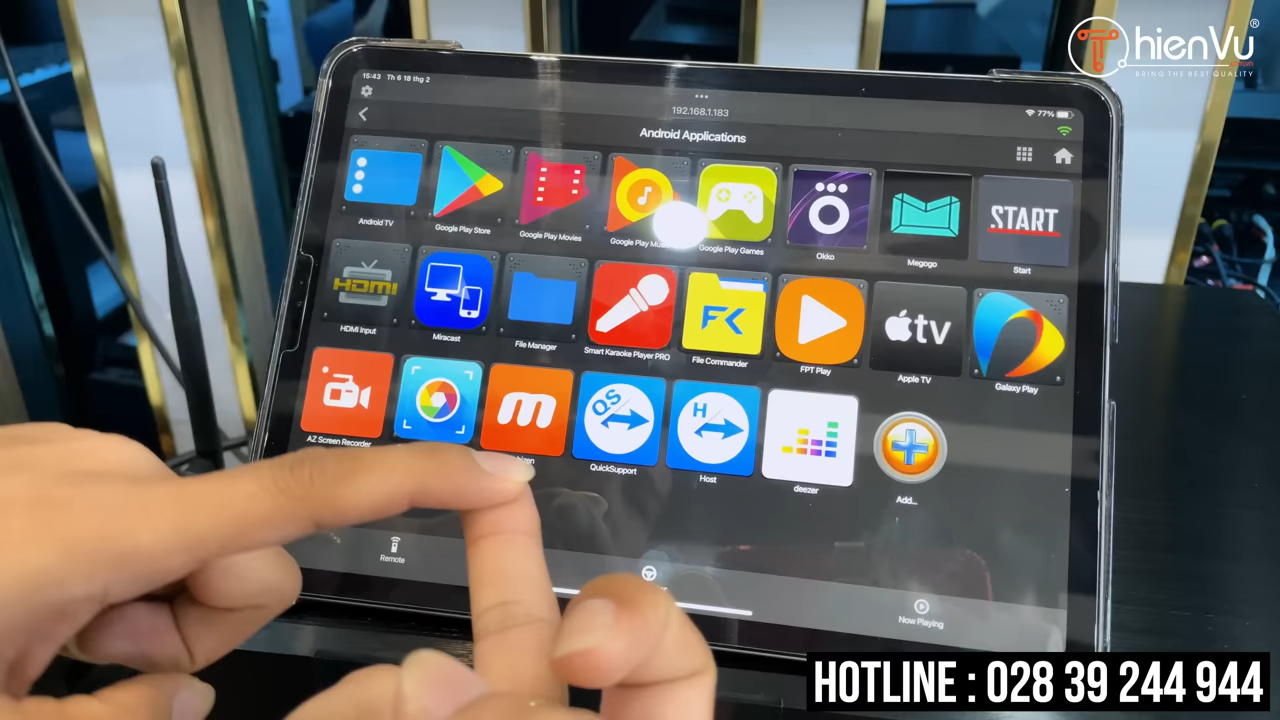 ThienVu®
BRING THE BEST QUALITY
15:43 Th 6 18 thg 2
77%
192.168.1.183
Android Applications
Android TV
Google Play Store
Google Play Movies
Google Play Mu
Google Play Games
Okko
Megogo
START
Start
HDMI
HDMI Input
Miracast
File Manager
Smart Karaoke Player PRO
FK
File Commander
FPT Play
tv
Apple TV
Galaxy Play
AZ Screen Recorder
m
QS
QuickSupport
H
Host
deezer
Add...
Remote
Now Playing
HOTLINE : 028 39 244 944